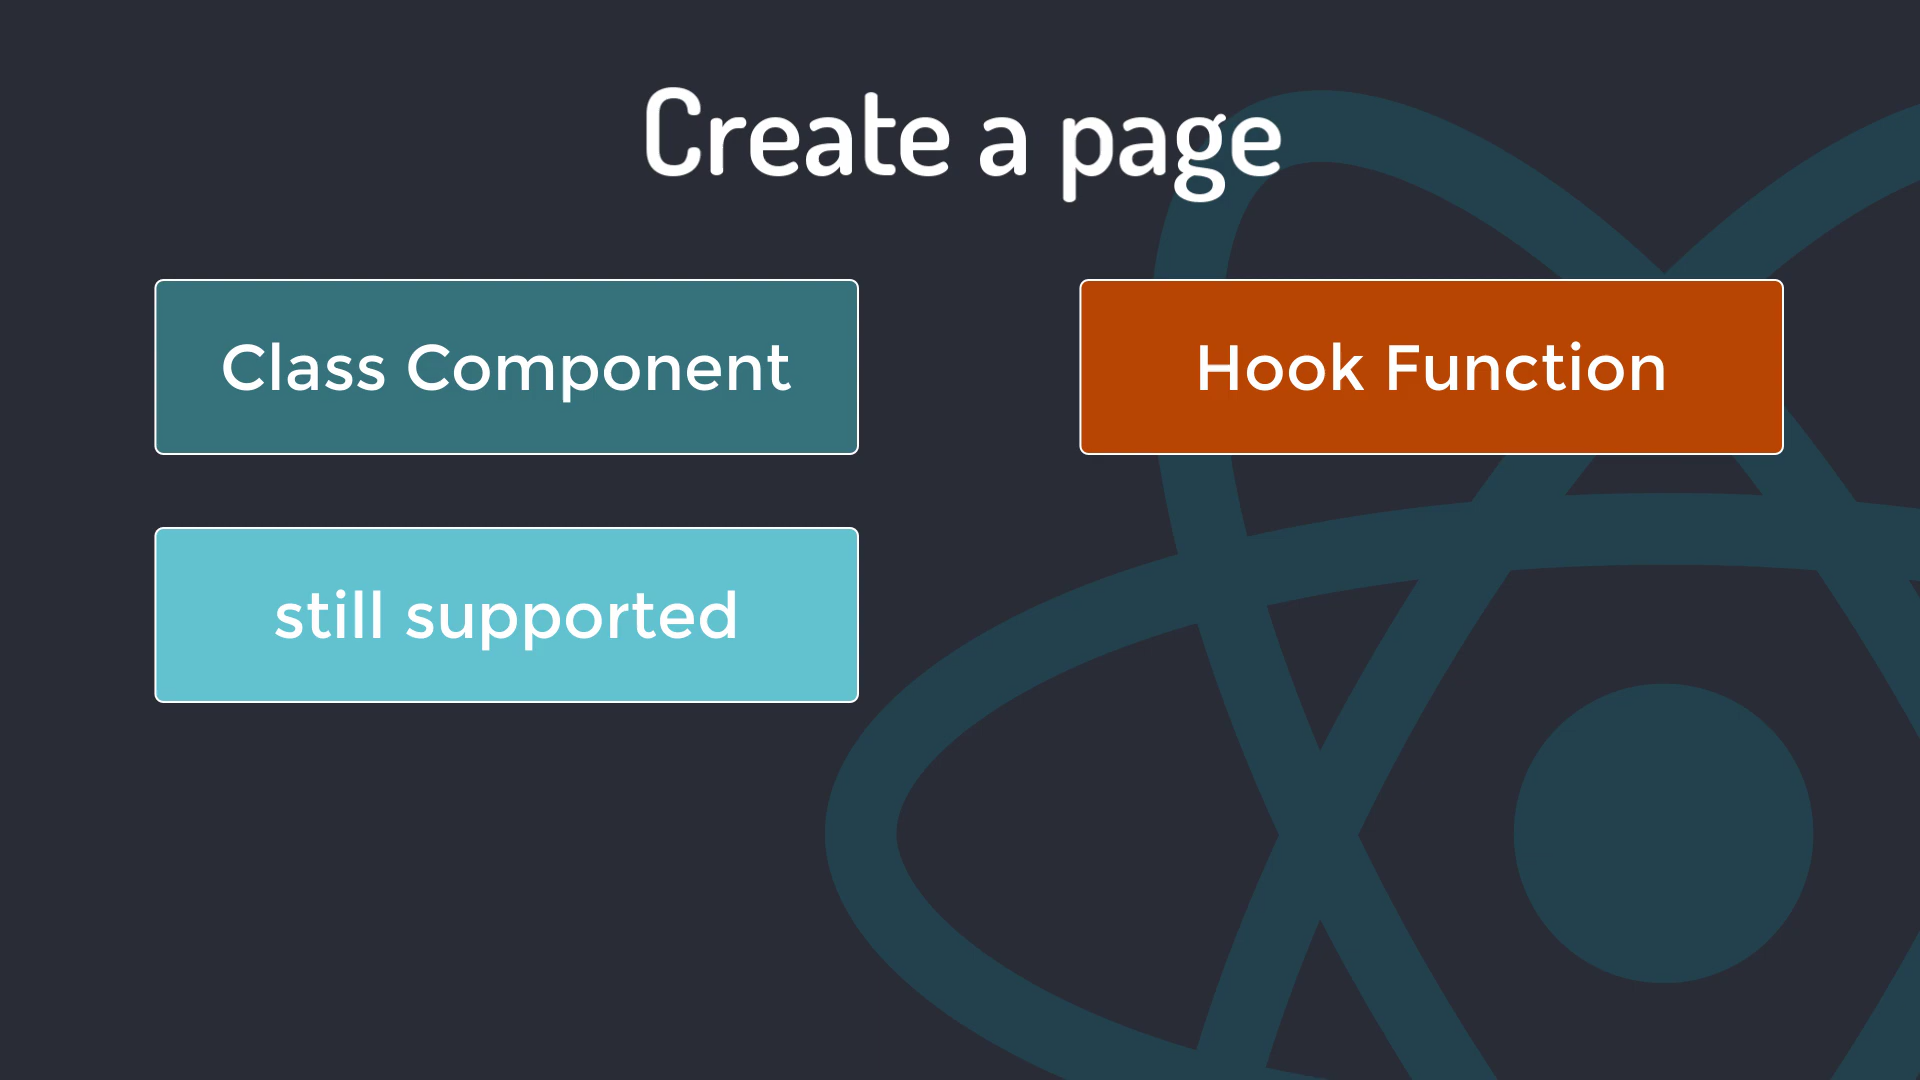 Create a page
Class Component
Hook Function
still supported